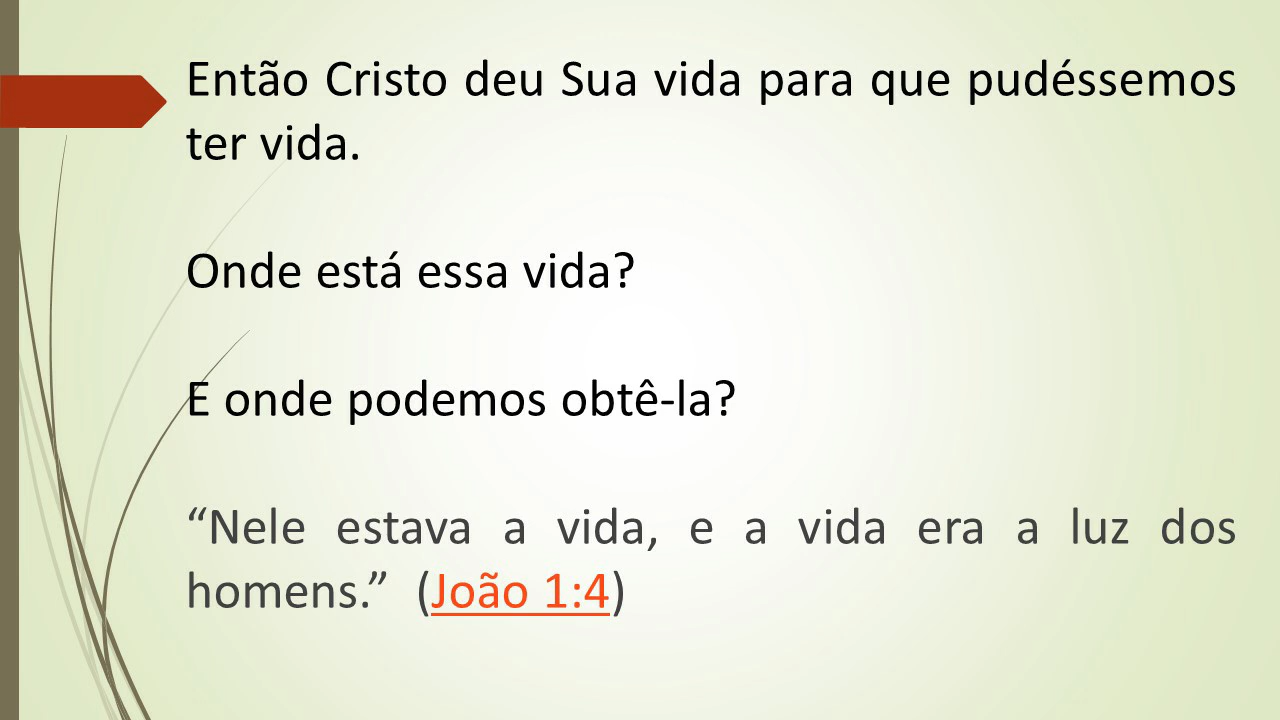 Então Cristo deu Sua vida para que pudéssemos
ter vida.
Onde está essa vida?
E onde podemos obtê-la?
“Nele estava a vida, e a vida era a luz dos
homens.” (João 1:4)